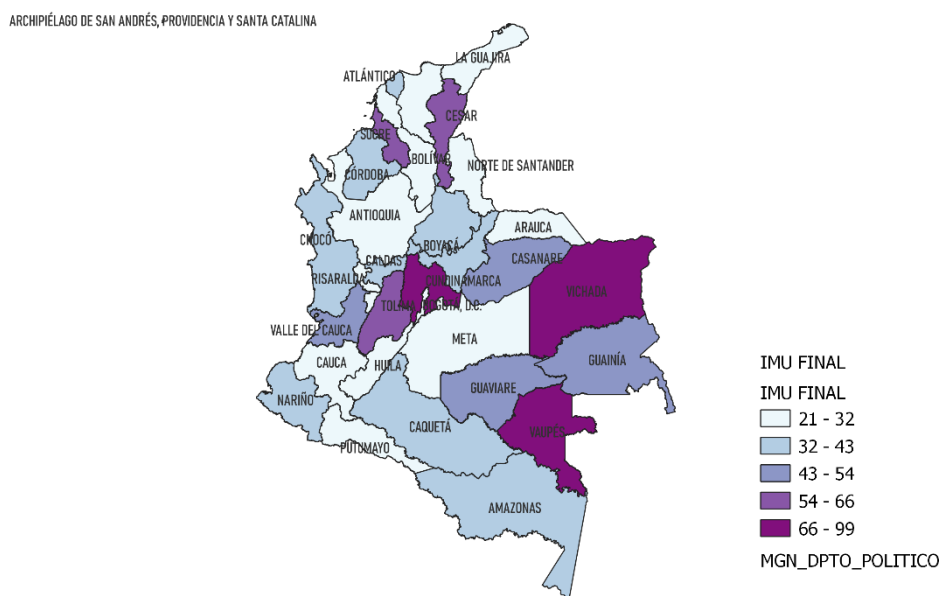 ARCHIPIÉLAGO DE SAN ANDRÉS, PROVIDENCIA Y SANTA CATALINA
LA GUAJIRA
ATLÁNTICO
CESAR
SUCRE
BOLÍVAR
NORTE DE SANTANDER
CÓRDOBA
ANTIOQUIA
ARAUCA
CHOCÓ
BOYACÁ
CASANARE
CALDAS
RISARALDA
CUNDINAMARCA
VICHADA
TOLIMA
BOGOTÁ, D.C.
VALLE DEL CAUCA
META
CAUCA
HUILA
GUAINÍA
GUAVIARE
NARIÑO
CAQUETÁ
VAUPÉS
PUTUMAYO
AMAZONAS
IMU FINAL
IMU FINAL
21 - 32
32 - 43
43 - 54
54 - 66
66 - 99
MGN_DPTO_POLITICO